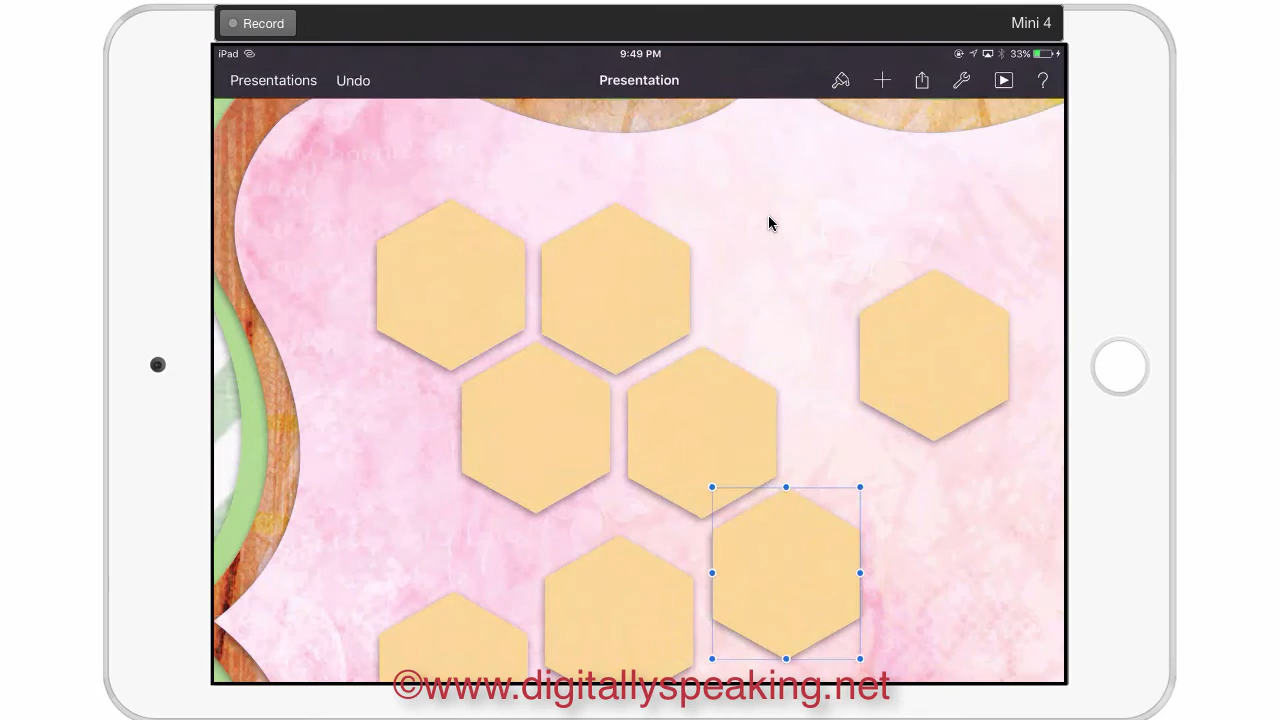 Record
Mini 4
iPad
9:49 PM
33%
Presentations
Undo
Presentation
?
©www.digitallyspeaking.net